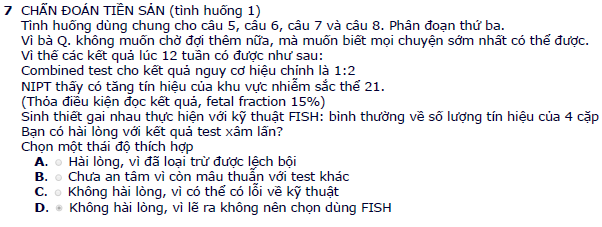 7 CHẨN ĐOÁN TIỀN SẢN (tình huống 1)
Tình huống dùng chung cho câu 5, câu 6, câu 7 và câu 8. Phân đoạn thứ ba.
Vì bà Q. không muốn chờ đợi thêm nữa, mà muốn biết mọi chuyện sớm nhất có thể được.
Vì thế các kết quả lúc 12 tuần có được như sau:
Combined test cho kết quả nguy cơ hiệu chỉnh là 1:2
NIPT thấy có tăng tín hiệu của khu vực nhiễm sắc thể 21.
(Thỏa điều kiện đọc kết quả, fetal fraction 15%)
Sinh thiết gai nhau thực hiện với kỹ thuật FISH: bình thường về số lượng tín hiệu của 4 cặp
Bạn có hài lòng với kết quả test xâm lấn?
Chọn một thái độ thích hợp
A. Hài lòng, vì đã loại trừ được lệch bội
B. Chưa an tâm vì còn mâu thuẫn với test khác
C. Không hài lòng, vì có thể có lỗi về kỹ thuật
D. Không hài lòng, vì lẽ ra không nên chọn dùng FISH